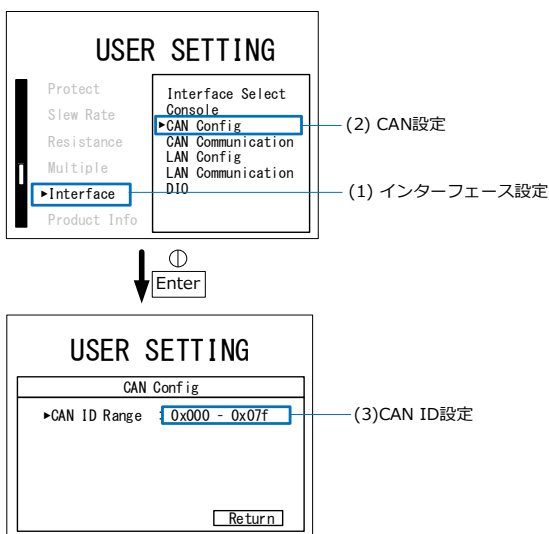 USER SETTING
Protect
Slew Rate
Resistance
Multiple
►Interface
Product Info
Interface Select
Console
►CAN Config
CAN Communication
LAN Config
LAN Communication
DIO
(2) CAN設定
(1) インターフェース設定
Enter
USER SETTING
CAN Config
►CAN ID Range : 0x000 - 0x07f
(3)CAN ID設定
Return